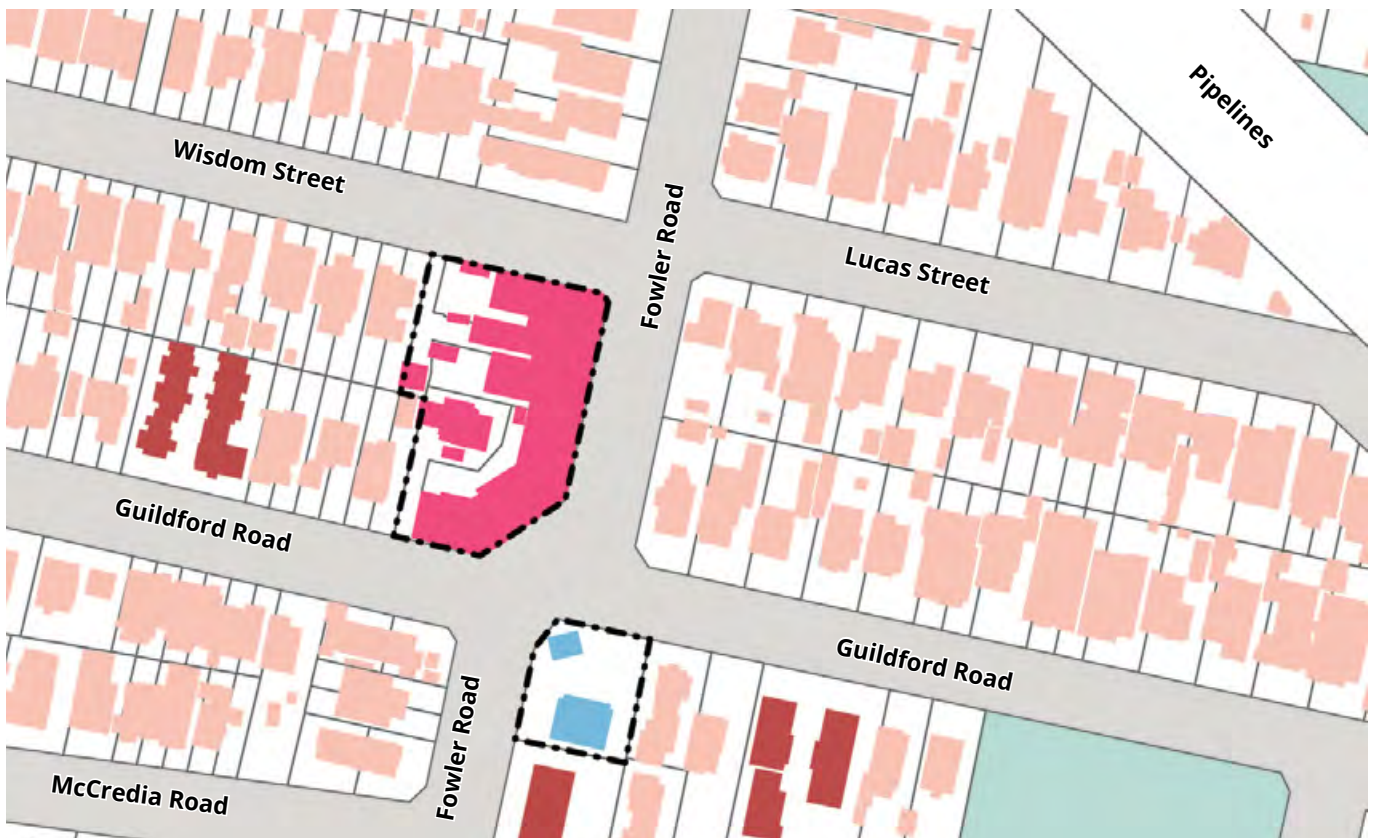 Pipelines
Wisdom Street
Fowler Road
Lucas Street
Guildford Road
Guildford Road
Fowler Road
McCredia Road